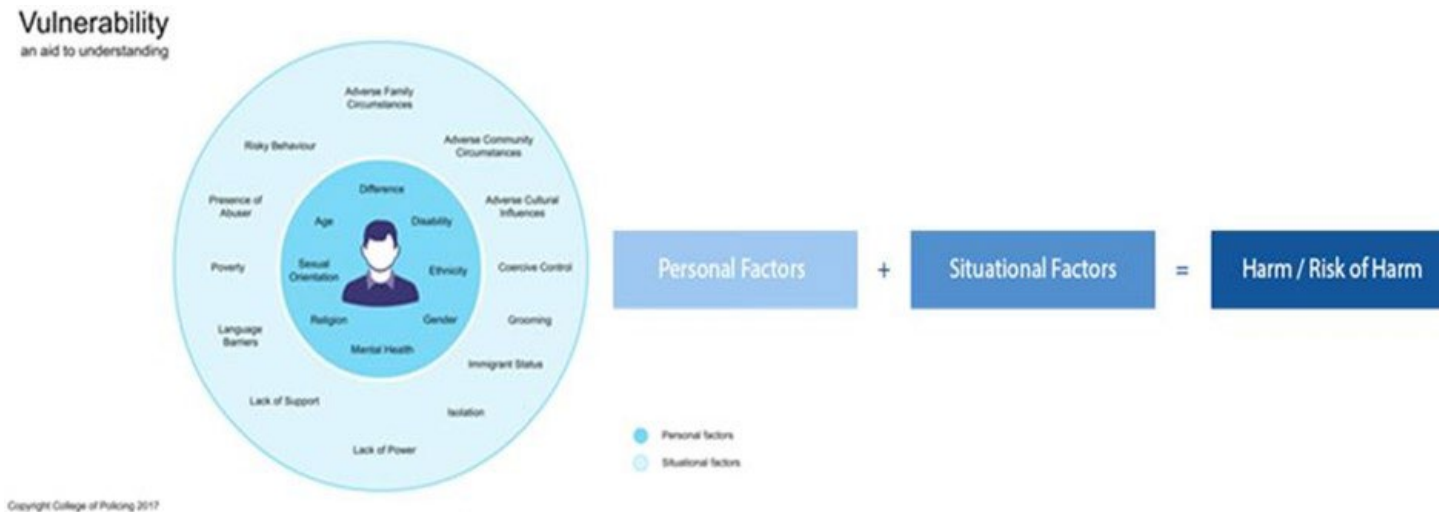 Vulnerability
an aid to understanding
Adverse Family
Circumstances
Risky Behaviour
Adverse Community
Circumstances
Difference
Presence of
Abuser
Adverse Cultural
Influences
Age
Disability
Poverty
Sexual
Orientation
Ethnicity
Coercive Control
Religion
Gender
Grooming
Language
Barriers
Mental Health
Immigrant Status
Lack of Support
Isolation
Lack of Power
Personal Factors
+
Situational Factors
=
Harm / Risk of Harm
Personal factors
Situational factors
Copyright College of Policing 2017